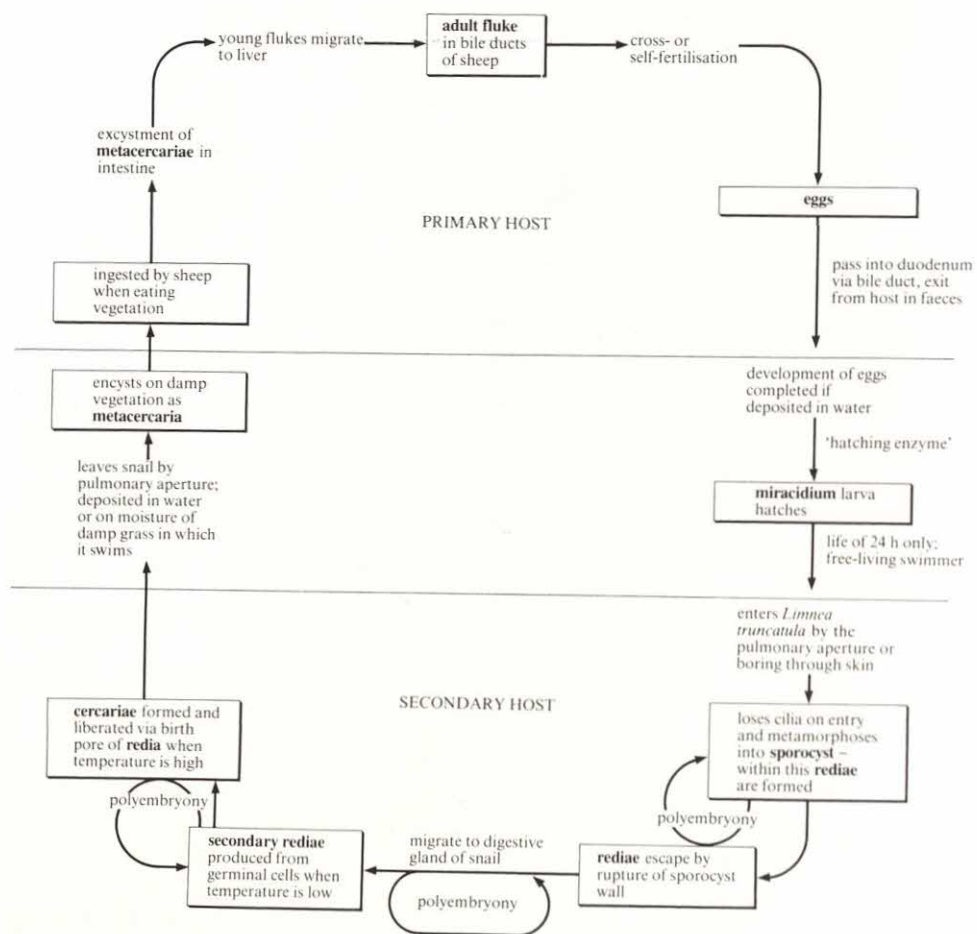 young flukes migrate
to liver
adult fluke
in bile ducts
of sheep
cross- or
self-fertilisation
eggs
pass into duodenum
via bile duct, exit
from host in faeces
excystment of
metacercariae in
intestine
PRIMARY HOST
ingested by sheep
when eating
vegetation
encysts on damp
vegetation as
metacercaria
development of eggs
completed if
deposited in water
'hatching enzyme'
miracidium larva
hatches
life of 24 h only;
free-living swimmer
leaves snail by
pulmonary aperture;
deposited in water
or on moisture of
damp grass in which
it swims
enters Limnea
truncatula by the
pulmonary aperture or
boring through skin
SECONDARY HOST
loses cilia on entry
and metamorphoses
into sporocyst –
within this rediae
are formed
polyembryony
rediae escape by
rupture of sporocyst
wall
migrate to digestive
gland of snail
polyembryony
secondary rediae
produced from
germinal cells when
temperature is low
polyembryony
cercariae formed and
liberated via birth
pore of redia when
temperature is high